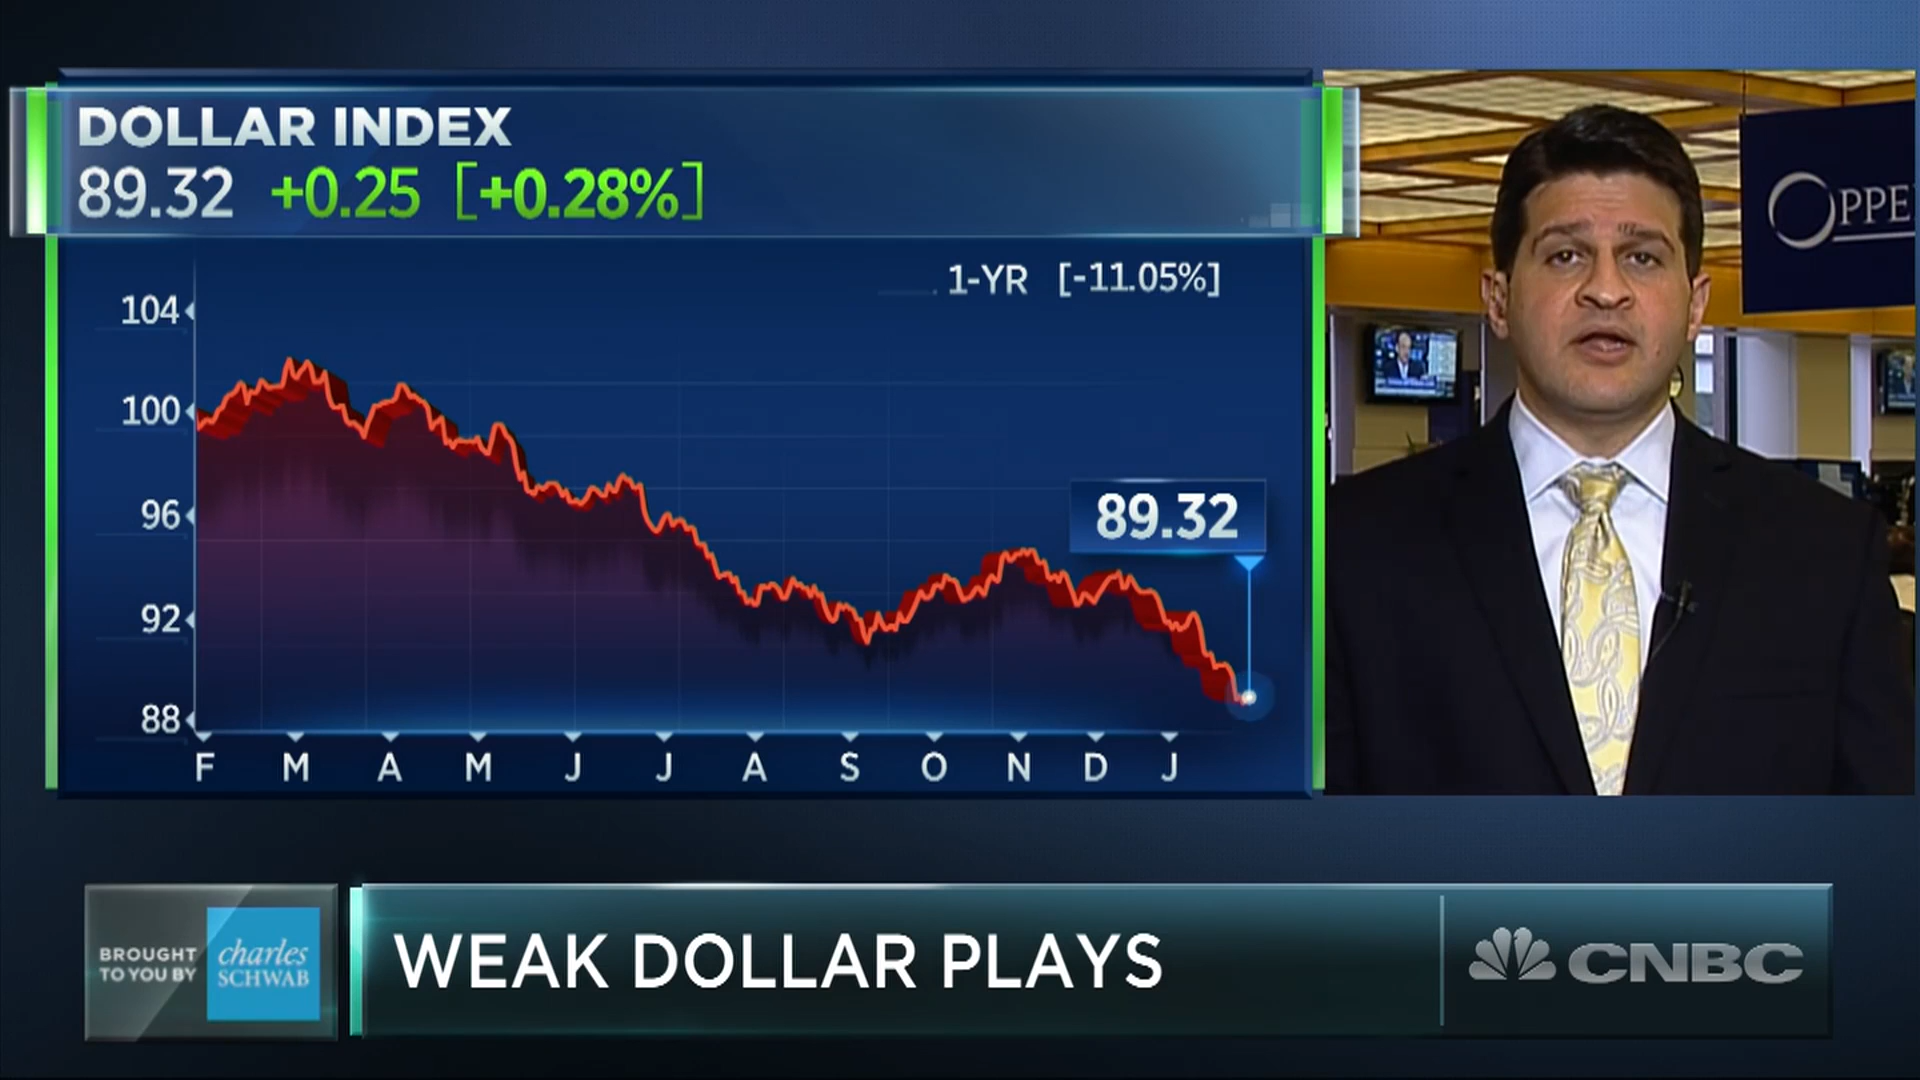 DOLLAR INDEX
89.32 +0.25 [+0.28%]
1-YR [-11.05%]
104
100
96
92
88
89.32
F M A M J J A S O N D J
OPPE
BROUGHT
TO YOU BY
charles
SCHWAB
WEAK DOLLAR PLAYS
CNBC